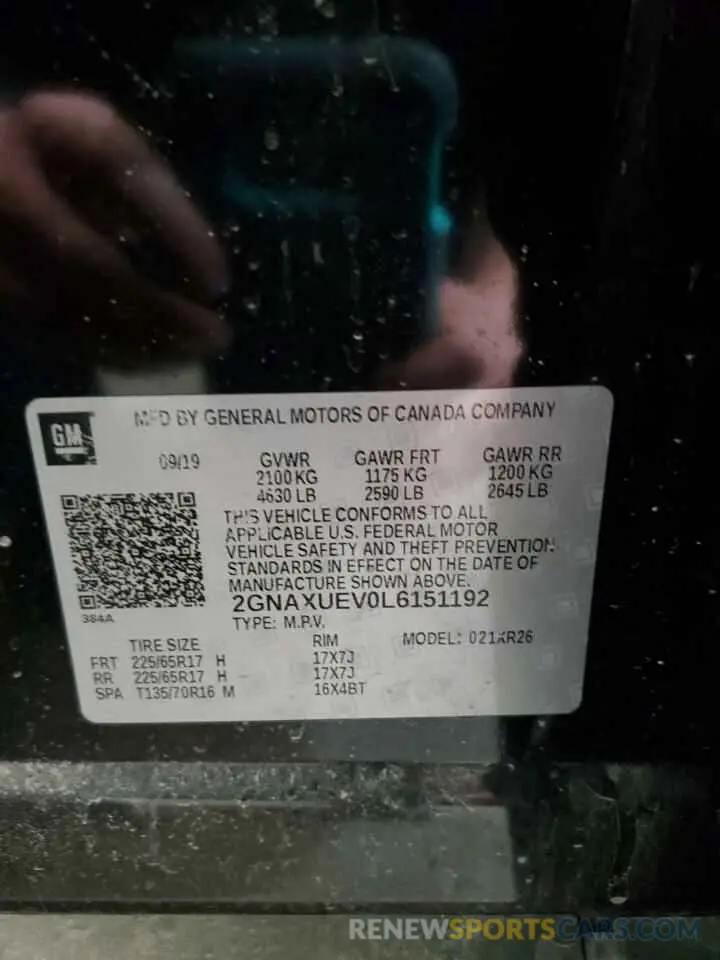 GM
MFD BY GENERAL MOTORS OF CANADA COMPANY
09/19 GVWR GAWR FRT GAWR RR
2100 KG 1175 KG 1200 KG
4630 LB 2590 LB 2645 LB
THIS VEHICLE CONFORMS TO ALL
APPLICABLE U.S. FEDERAL MOTOR
VEHICLE SAFETY AND THEFT PREVENTION
STANDARDS IN EFFECT ON THE DATE OF
MANUFACTURE SHOWN ABOVE.
2GNAXUEV0L6151192
384A
TYPE: M.P.V.
TIRE SIZE RIM MODEL: 021XR26
FRT 225/65R17 H 17X7J
RR 225/65R17 H 17X7J
SPA T135/70R16 M 16X4BT
RENEWSPORTSCARS.COM